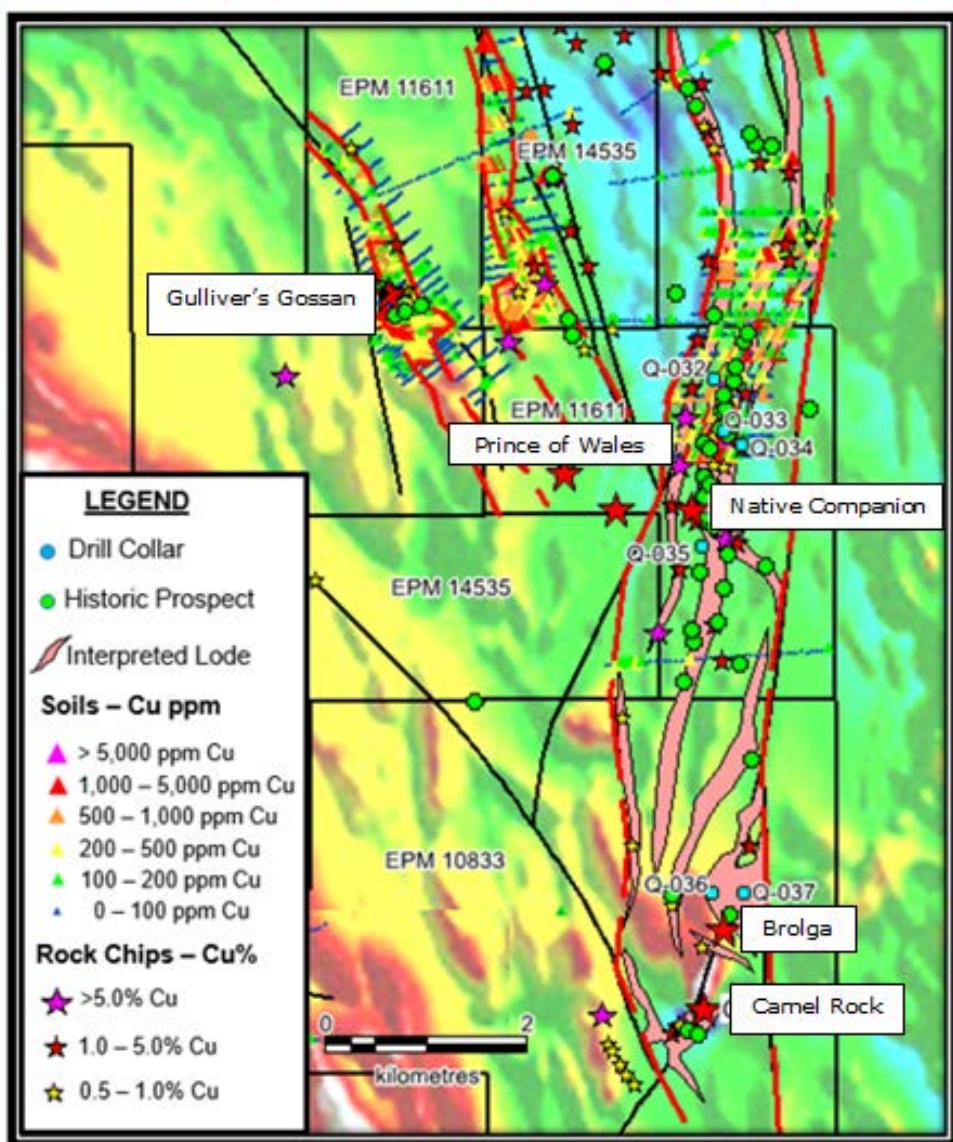 EPM 11611
EPM 14535
Gulliver's Gossan
Q-032
EPM 11611
Q-033
Prince of Wales
Q-034
Native Companion
Q-035
EPM 14535
EPM 10833
Q-036
Q-037
Brolga
Camel Rock
0 2
kilometres
LEGEND
Drill Collar
Historic Prospect
Interpreted Lode
Soils – Cu ppm
> 5,000 ppm Cu
1,000 – 5,000 ppm Cu
500 – 1,000 ppm Cu
200 – 500 ppm Cu
100 – 200 ppm Cu
0 – 100 ppm Cu
Rock Chips – Cu%
>5.0% Cu
1.0 – 5.0% Cu
0.5 – 1.0% Cu